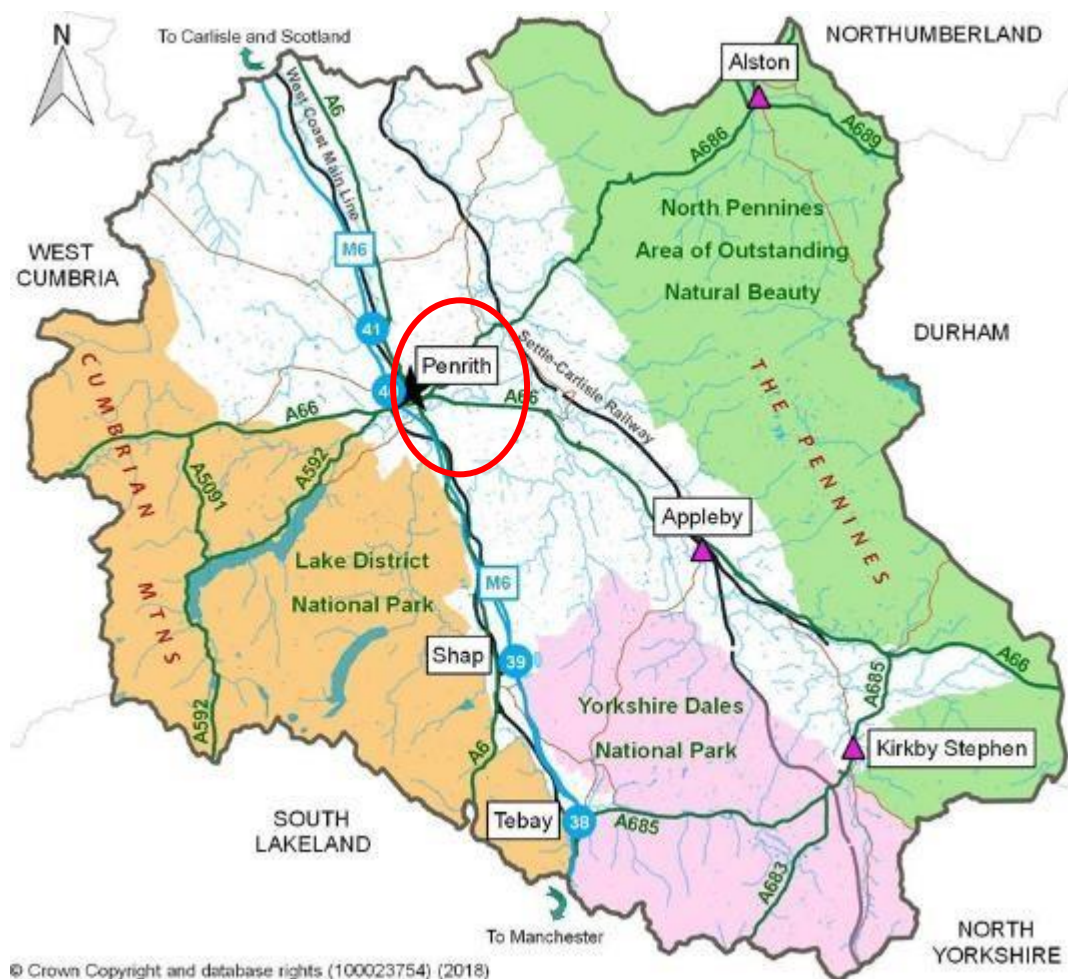 N
To Carlisle and Scotland
NORTHUMBERLAND
Alston
A6
West Coast Main Line
A686
A689
North Pennines
Area of Outstanding
Natural Beauty
WEST
CUMBRIA
M6
DURHAM
41
Penrith
Settle-Carlisle Railway
CUMBRIAN MTNS
THE PENNINES
A66
A66
A5091
A592
Appleby
Lake District
National Park
M6
Shap
39
A685
A66
Yorkshire Dales
National Park
A592
A6
Kirkby Stephen
SOUTH
LAKELAND
Tebay
38
A685
A683
To Manchester
NORTH
YORKSHIRE
© Crown Copyright and database rights (100023754) (2018)